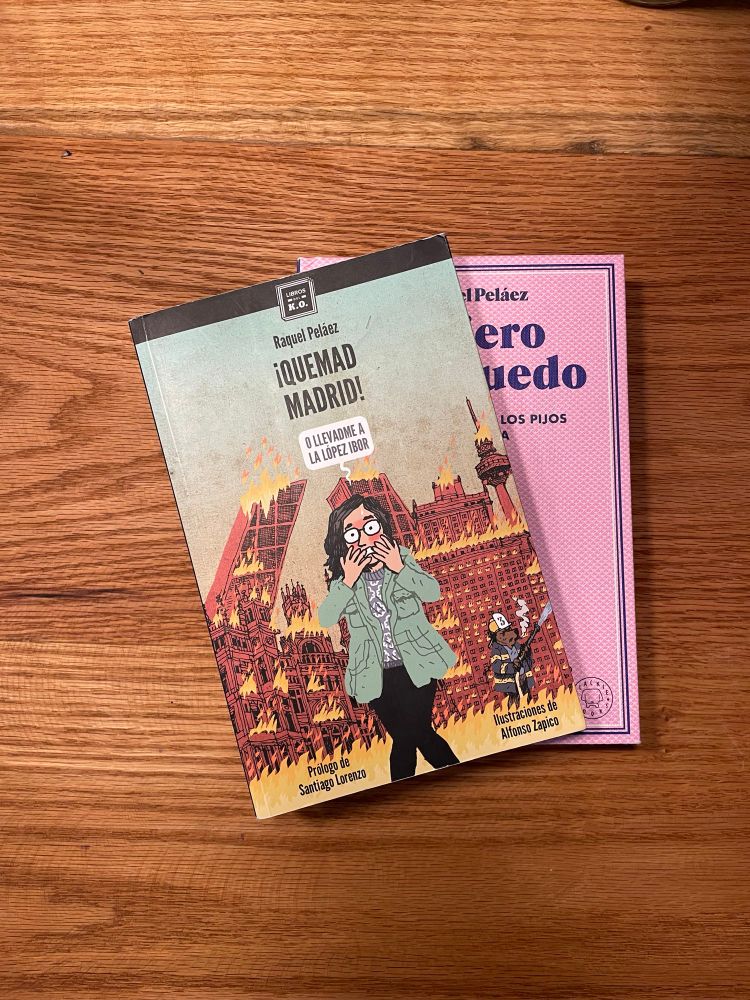 LIBROS
DEL
K.O.
Raquel Peláez
¡QUEMAD
MADRID!
O LLEVADME A
LA LÓPEZ IBOR
Prólogo de
Santiago Lorenzo
Ilustraciones de
Alfonso Zapico
el Peláez
ero
uedo
LOS PIJOS
A